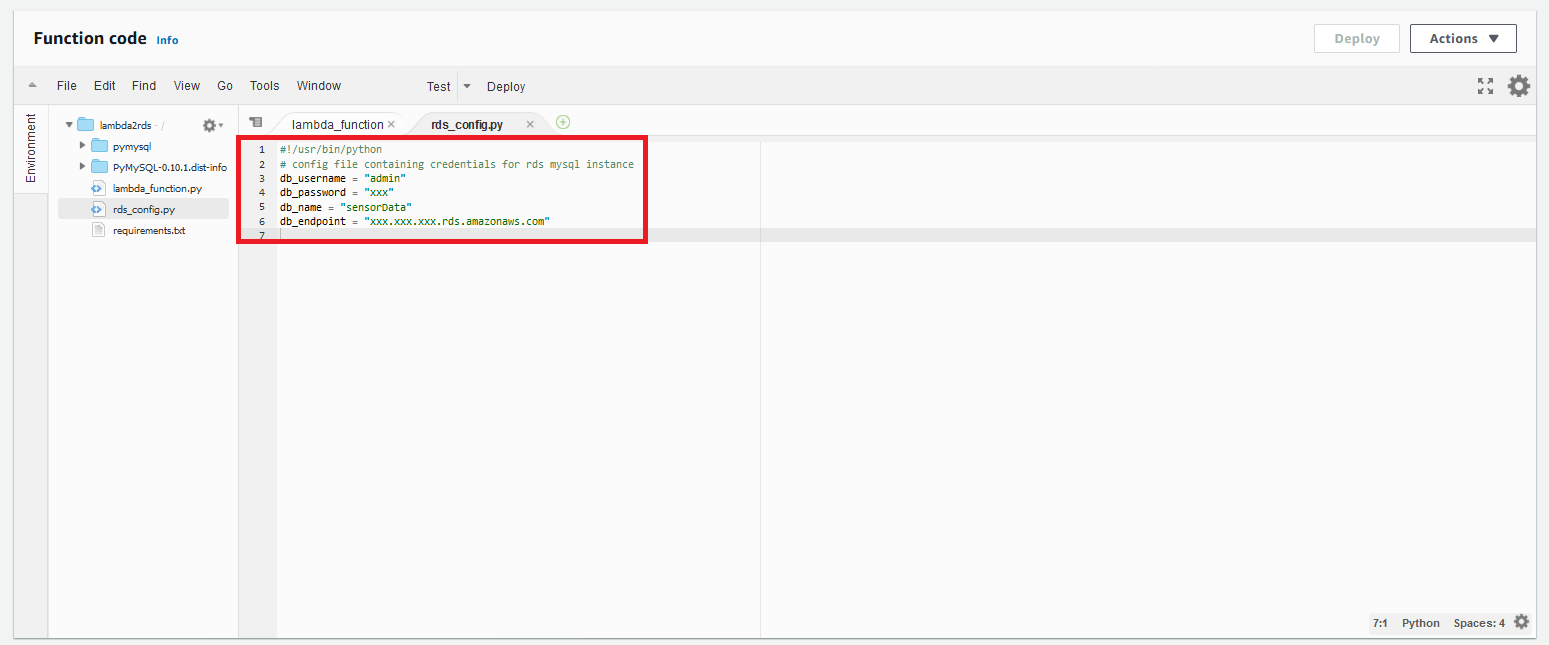 Function code Info
Deploy
Actions
File Edit Find View Go Tools Window
Test
Deploy
Environment
lambda2rds - /
pymysql
PyMySQL-0.10.1.dist-info
lambda_function.py
rds_config.py
requirements.txt
lambda_function
rds_config.py
1 #!/usr/bin/python
2 # config file containing credentials for rds mysql instance
3 db_username = "admin"
4 db_password = "xxx"
5 db_name = "sensorData"
6 db_endpoint = "xxx.xxx.xxx.rds.amazonaws.com"
7
7:1 Python Spaces: 4